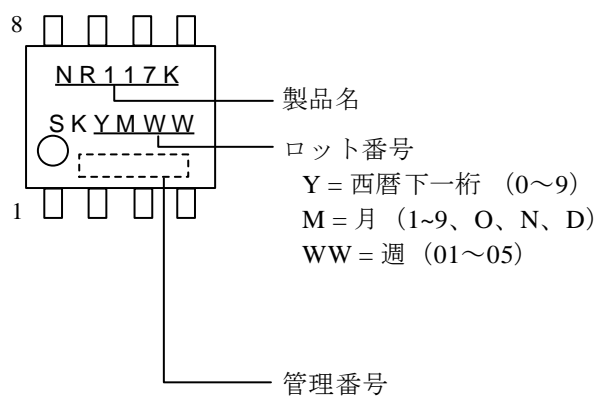 8
NR117K
製品名
SKYMWW
ロット番号
Y = 西暦下一桁 (0～9)
M = 月 (1~9、O、N、D)
WW = 週 (01～05)
1
管理番号